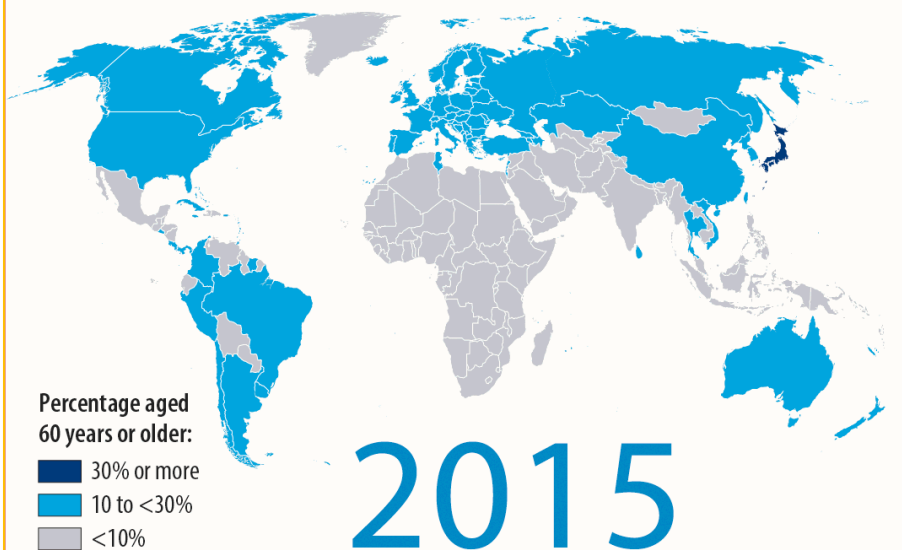 Percentage aged
60 years or older:
30% or more
10 to <30%
<10%
2015